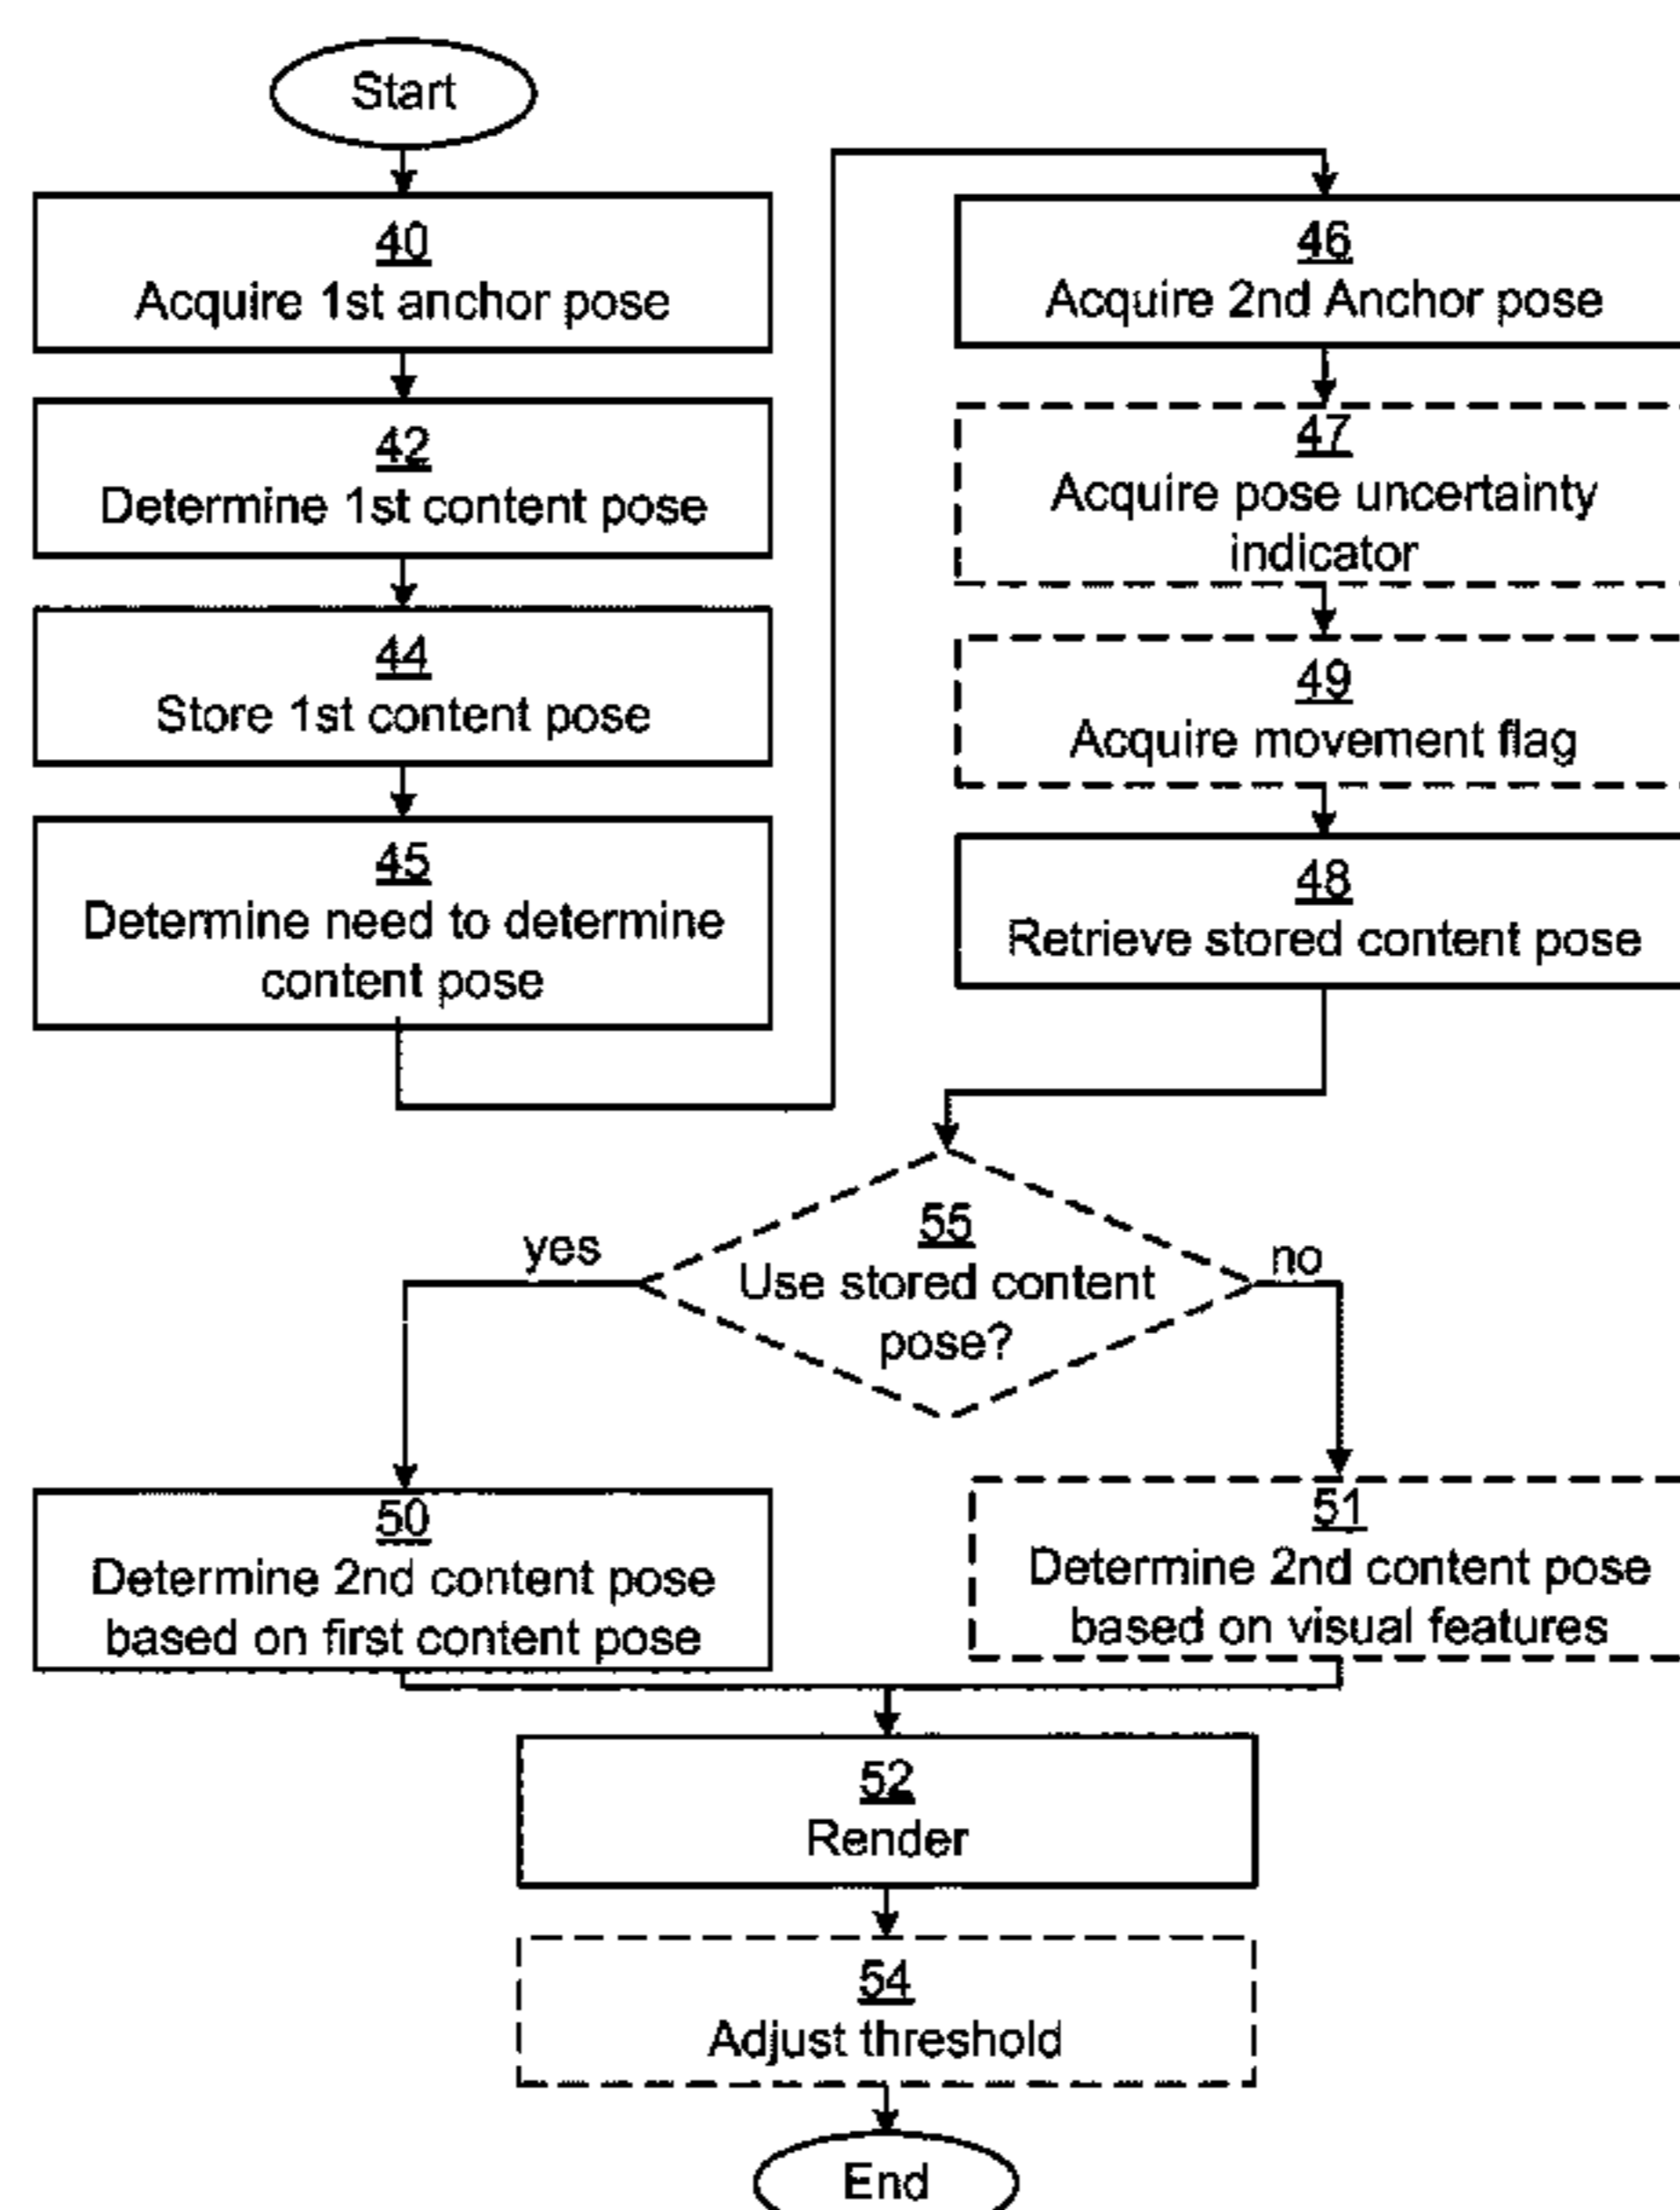 Start
40
Acquire 1st anchor pose
42
Determine 1st content pose
44
Store 1st content pose
45
Determine need to determine
content pose
46
Acquire 2nd Anchor pose
47
Acquire pose uncertainty
indicator
49
Acquire movement flag
48
Retrieve stored content pose
55
Use stored content
pose?
yes
no
50
Determine 2nd content pose
based on first content pose
51
Determine 2nd content pose
based on visual features
52
Render
54
Adjust threshold
End